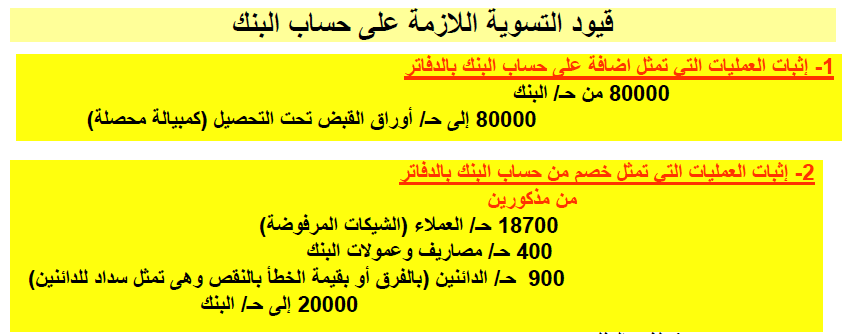 قيود التسوية اللازمة على حساب البنك
1- إثبات العمليات التي تمثل اضافة على حساب البنك بالدفاتر
80000 من حـ/ البنك
80000 إلى حـ/ أوراق القبض تحت التحصيل (كمبيالة محصلة)
2- إثبات العمليات التي تمثل خصم من حساب البنك بالدفاتر
من مذكورين
18700 حـ/ العملاء (الشيكات المرفوضة)
400 حـ/ مصاريف وعمولات البنك
900 حـ/ الدائنين (بالفرق أو بقيمة الخطأ بالنقص وهى تمثل سداد للدائنين)
20000 إلى حـ/ البنك